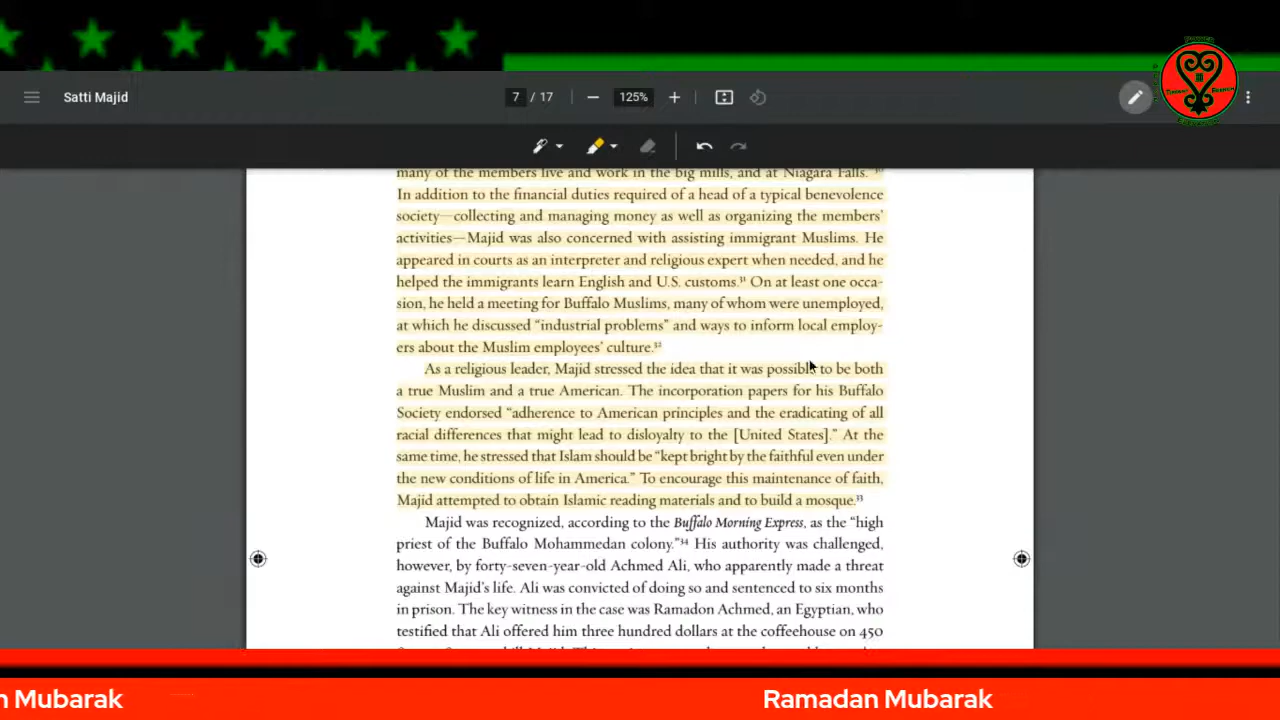 Satti Majid
7 / 17
125%
POWER
many of the members live and work in the big mills, and at Niagara Falls."³⁰
In addition to the financial duties required of a head of a typical benevolence
society—collecting and managing money as well as organizing the members'
activities—Majid was also concerned with assisting immigrant Muslims. He
appeared in courts as an interpreter and religious expert when needed, and he
helped the immigrants learn English and U.S. customs.³¹ On at least one occa-
sion, he held a meeting for Buffalo Muslims, many of whom were unemployed,
at which he discussed “industrial problems” and ways to inform local employ-
ers about the Muslim employees’ culture.³²
As a religious leader, Majid stressed the idea that it was possible to be both
a true Muslim and a true American. The incorporation papers for his Buffalo
Society endorsed “adherence to American principles and the eradicating of all
racial differences that might lead to disloyalty to the [United States].” At the
same time, he stressed that Islam should be “kept bright by the faithful even under
the new conditions of life in America.” To encourage this maintenance of faith,
Majid attempted to obtain Islamic reading materials and to build a mosque.³³
Majid was recognized, according to the Buffalo Morning Express, as the “high
priest of the Buffalo Mohammedan colony.”³⁴ His authority was challenged,
however, by forty-seven-year-old Achmed Ali, who apparently made a threat
against Majid’s life. Ali was convicted of doing so and sentenced to six months
in prison. The key witness in the case was Ramadon Achmed, an Egyptian, who
testified that Ali offered him three hundred dollars at the coffeehouse on 450
n Mubarak
Ramadan Mubarak